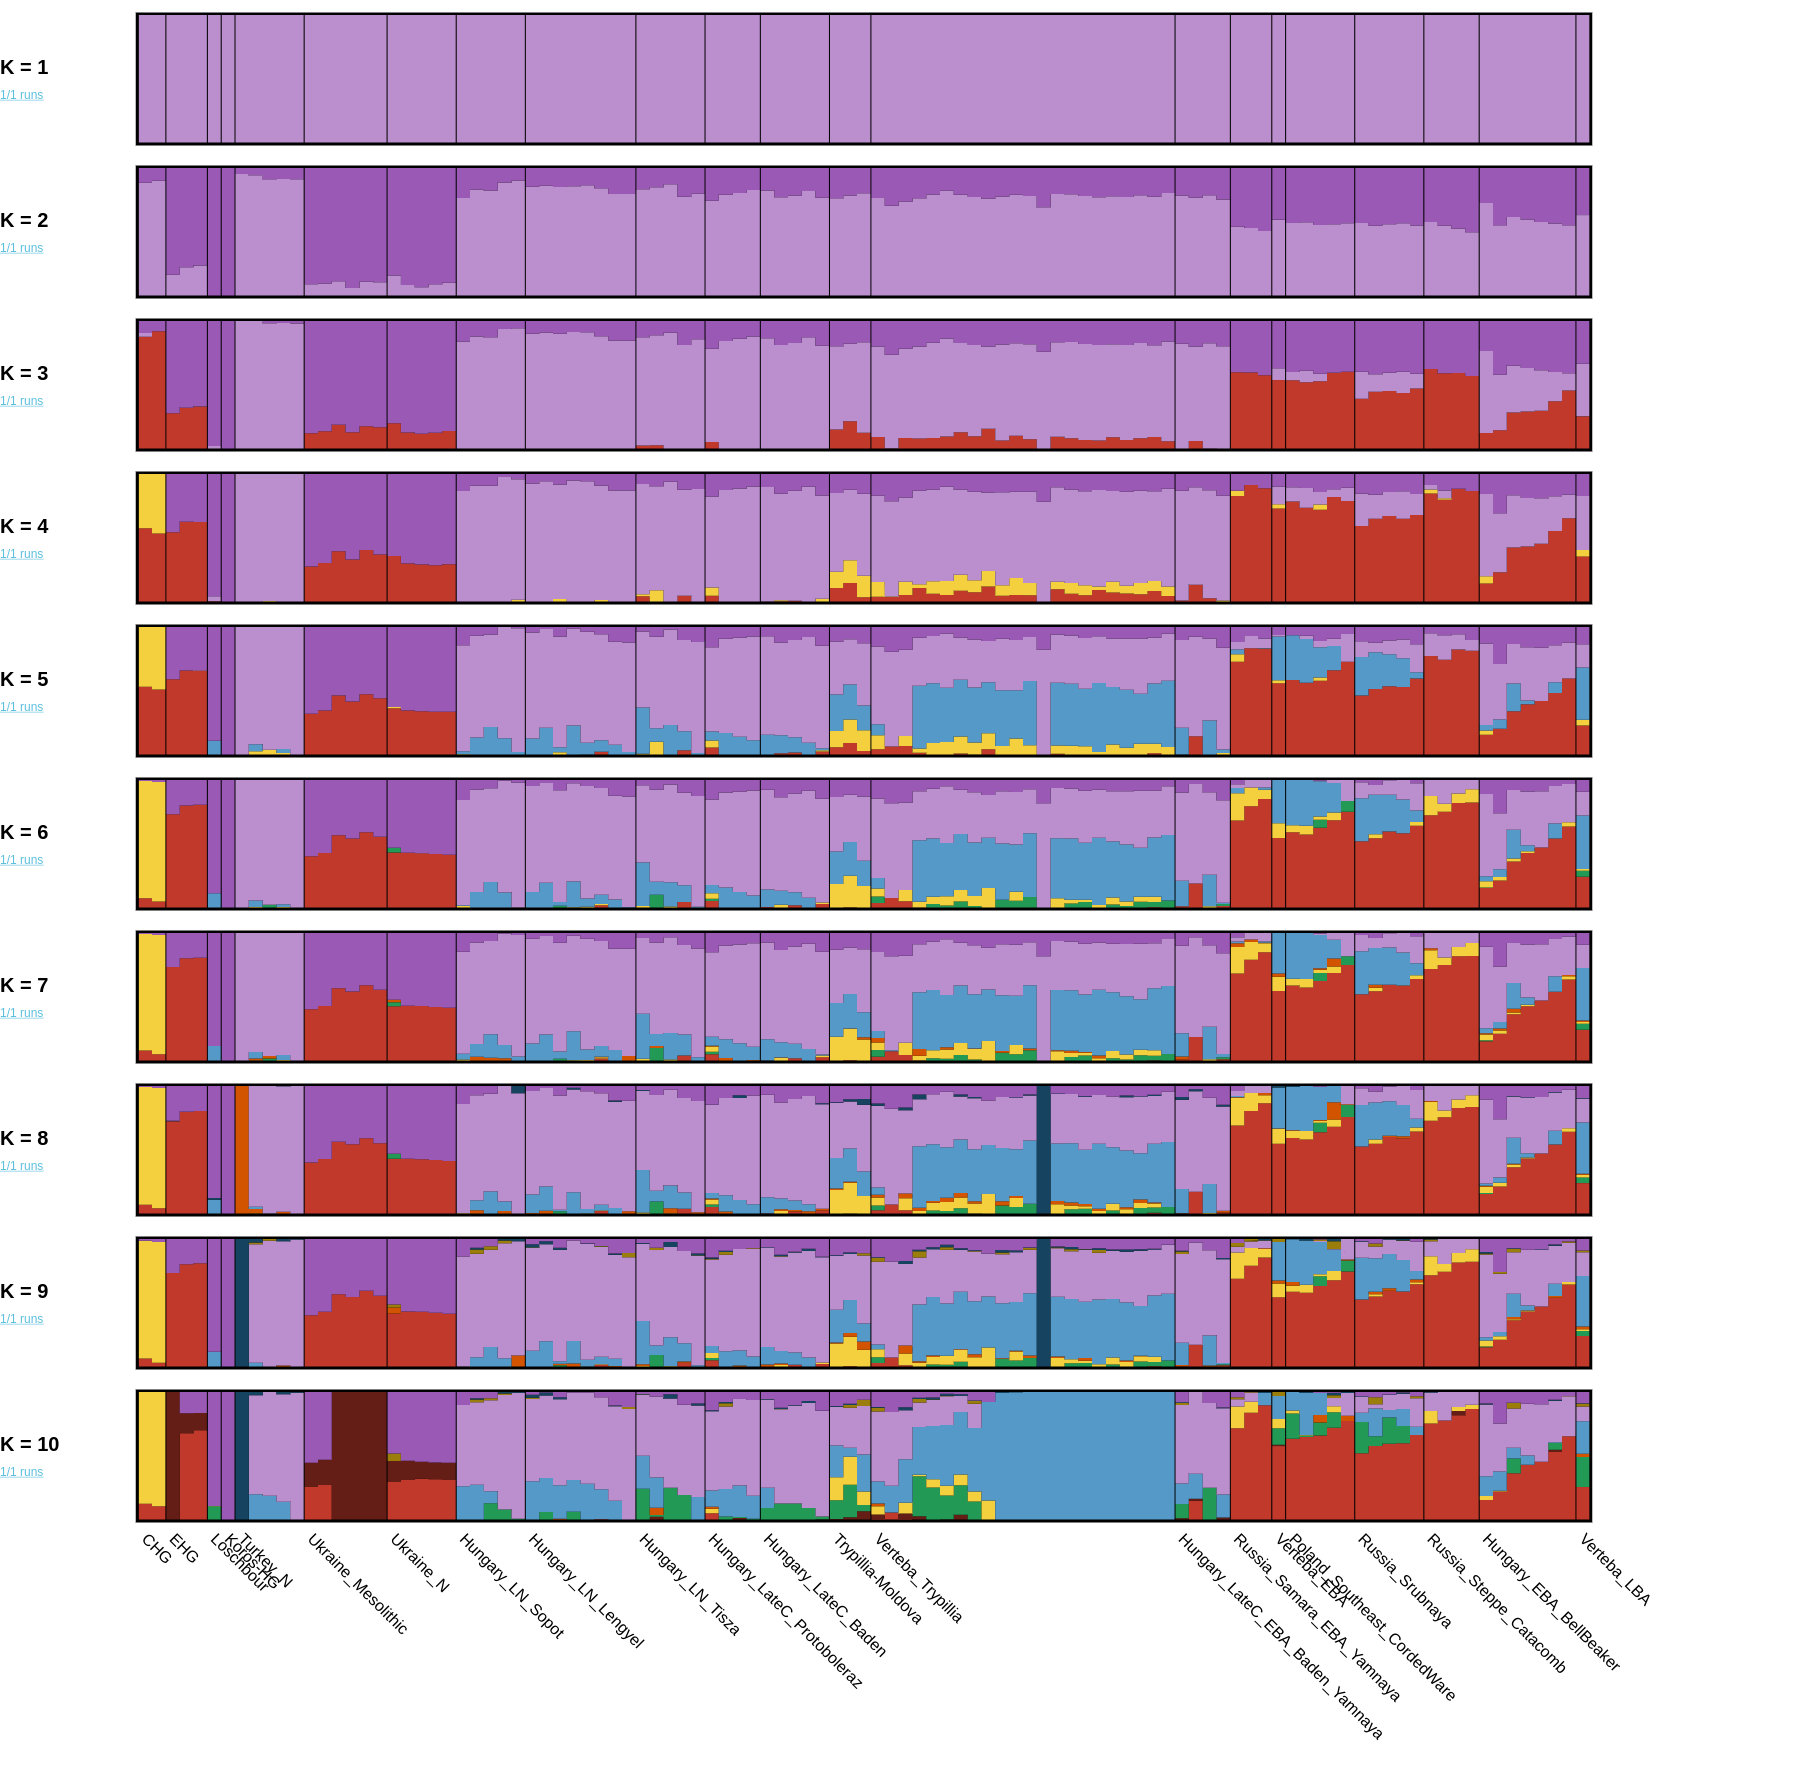 K = 1
1/1 runs
K = 2
1/1 runs
K = 3
1/1 runs
K = 4
1/1 runs
K = 5
1/1 runs
K = 6
1/1 runs
K = 7
1/1 runs
K = 8
1/1 runs
K = 9
1/1 runs
K = 10
1/1 runs
CHG
EHG
Loschbour
Koros-HG
Turkey_N
Ukraine_Mesolithic
Ukraine_N
Hungary_LN_Sopot
Hungary_LN_Lengyel
Hungary_LN_Tisza
Hungary_LateC_Protoboleraz
Hungary_LateC_Baden
Trypillia-Moldova
Verteba_Trypillia
Hungary_LateC_EBA_Baden_Yamnaya
Russia_Samara_EBA_Yamnaya
Verteba_EBA
Poland_Southeast_CordedWare
Russia_Srubnaya
Russia_Steppe_Catacomb
Hungary_EBA_BellBeaker
Verteba_LBA